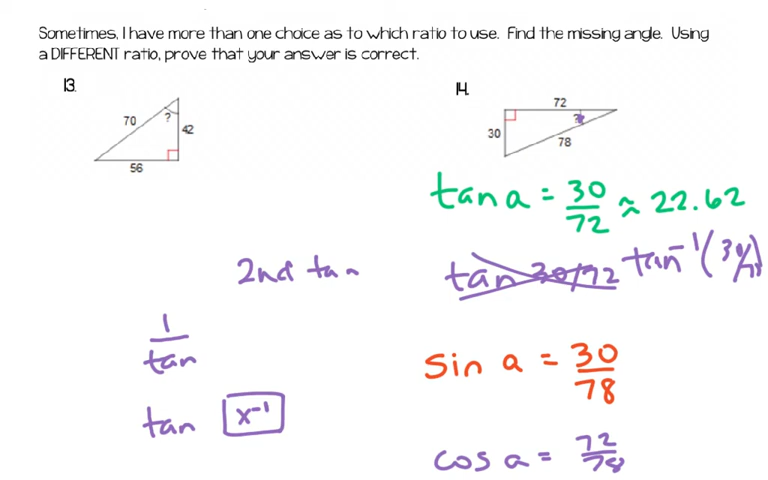 Sometimes, I have more than one choice as to which ratio to use. Find the missing angle. Using
a DIFFERENT ratio, prove that your answer is correct.
13.
70
?
42
56
14.
72
?
30
78
tan a = 30/72 ≈ 22.62
tan 30/72 tan⁻¹(30/72)
2nd tan
1/tan
sin a = 30/78
tan x⁻¹
cos a = 72/78